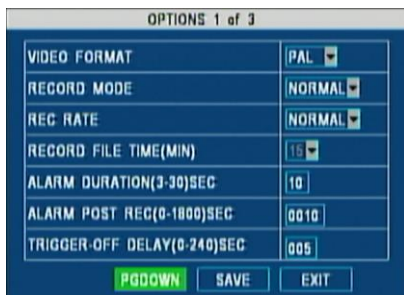 OPTIONS 1 of 3
VIDEO FORMAT PAL
RECORD MODE NORMAL
REC RATE NORMAL
RECORD FILE TIME(MIN) 15
ALARM DURATION(3-30)SEC 10
ALARM POST REC(0-1800)SEC 0010
TRIGGER-OFF DELAY(0-240)SEC 005
PGDOWN SAVE EXIT